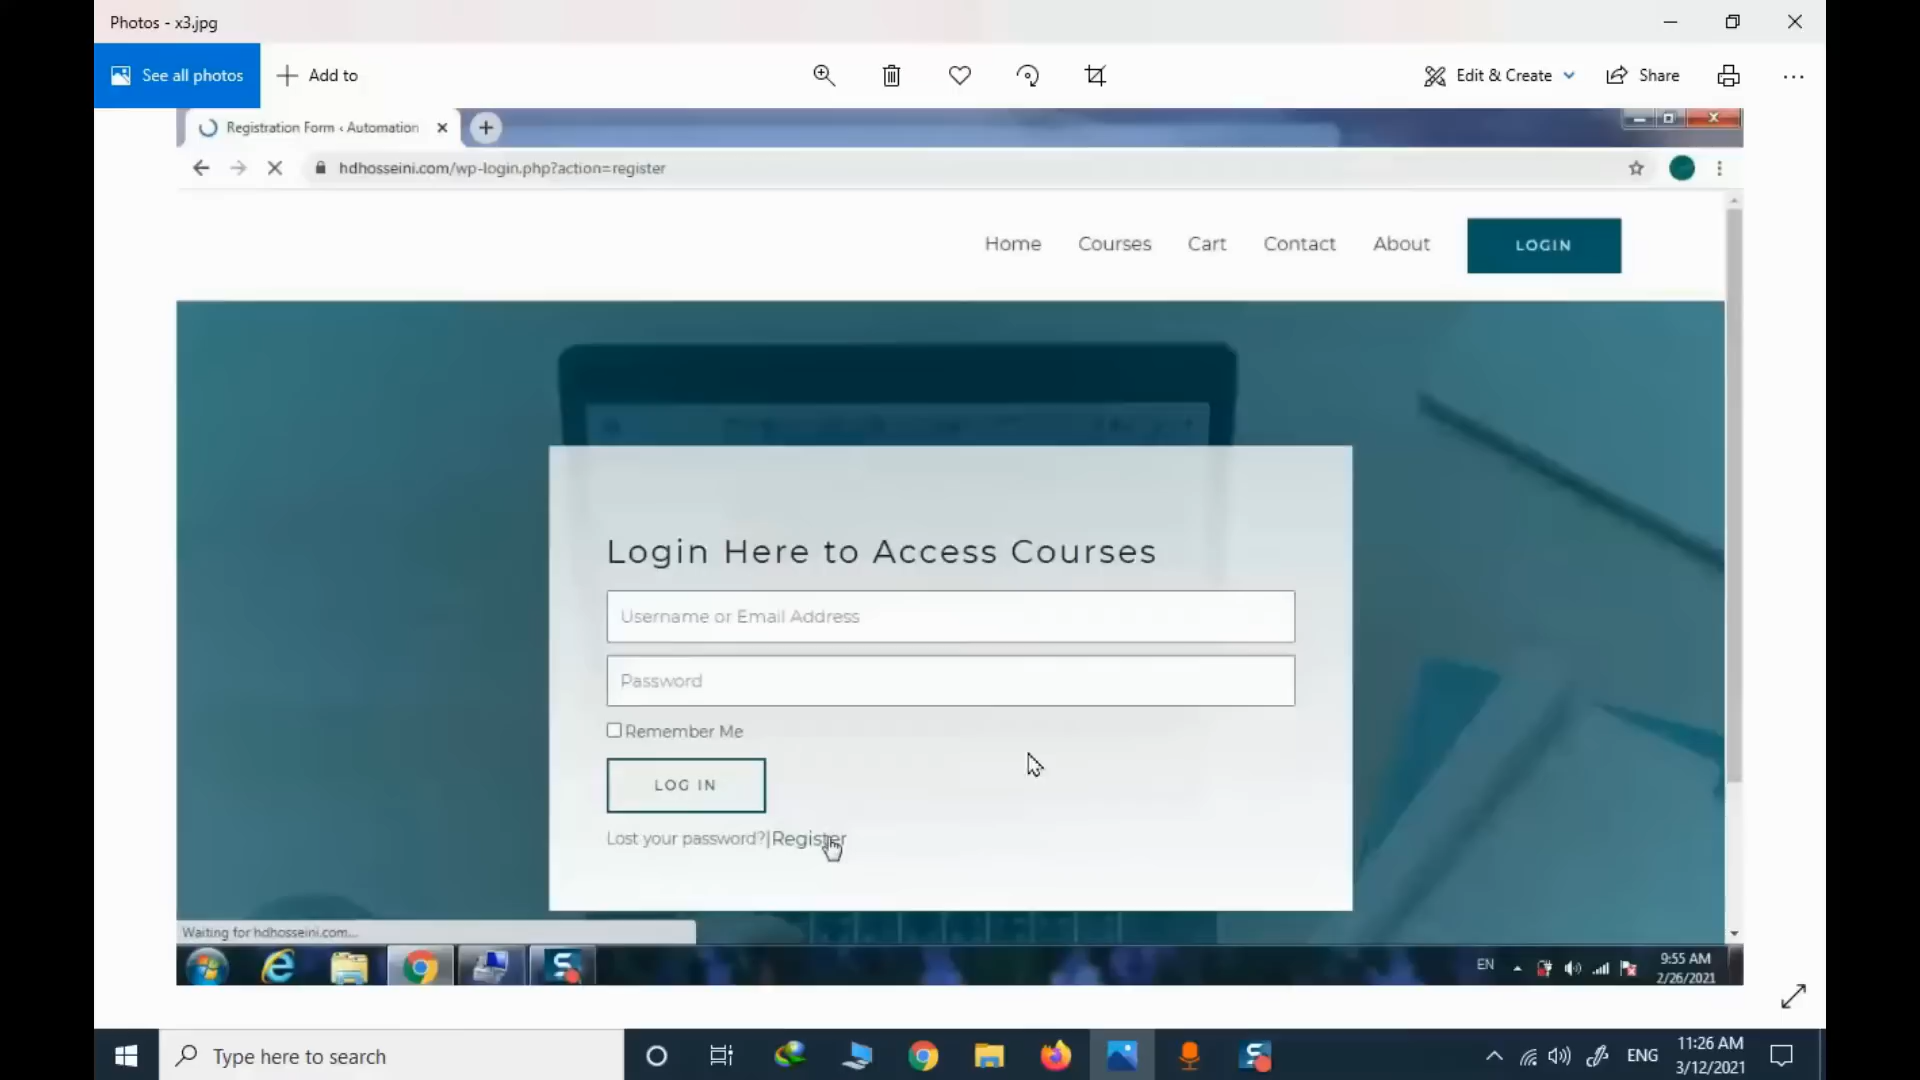 Photos - x3.jpg
See all photos
Add to
Edit & Create
Share
Registration Form ‹ Automation
hdhosseini.com/wp-login.php?action=register
Home
Courses
Cart
Contact
About
LOGIN
Login Here to Access Courses
Username or Email Address
Password
Remember Me
LOG IN
Lost your password?|Register
Waiting for hdhosseini.com...
EN
9:55 AM
2/26/2021
Type here to search
ENG
11:26 AM
3/12/2021